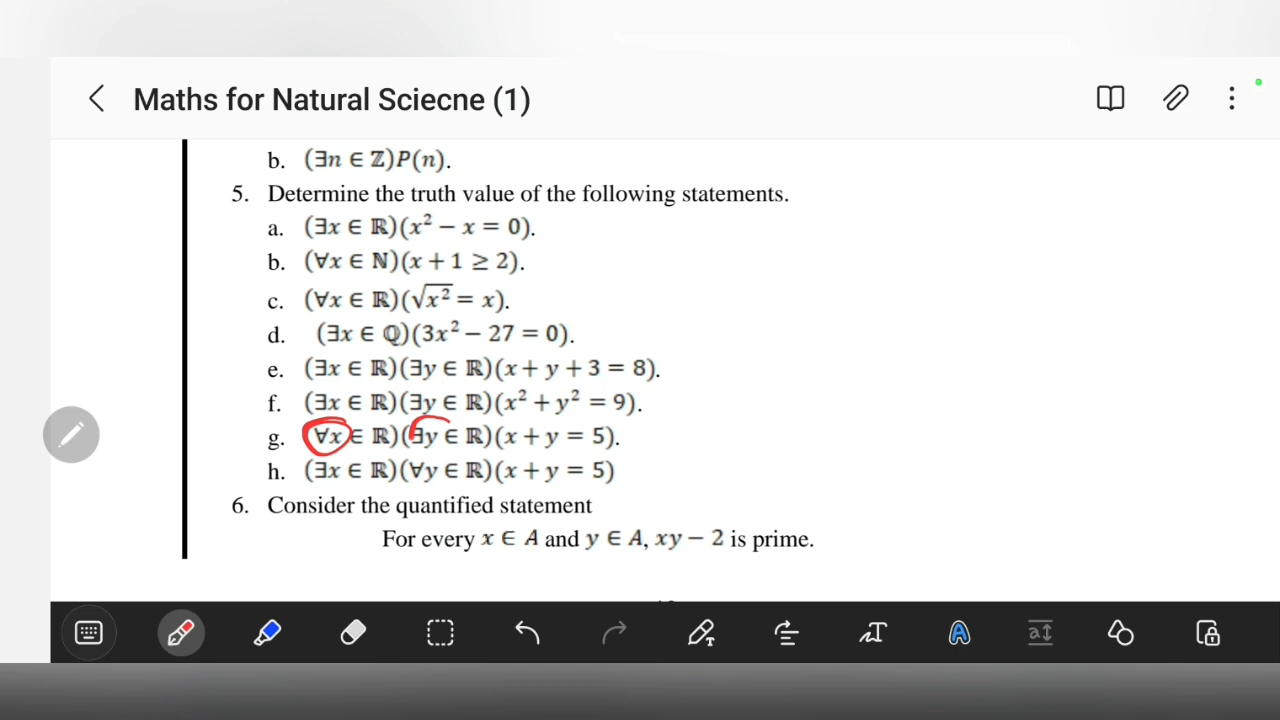 Maths for Natural Sciecne (1)
b. (∃n ∈ ℤ)P(n).
5. Determine the truth value of the following statements.
a. (∃x ∈ ℝ)(x² − x = 0).
b. (∀x ∈ ℕ)(x + 1 ≥ 2).
c. (∀x ∈ ℝ)(√x² = x).
d. (∃x ∈ ℚ)(3x² − 27 = 0).
e. (∃x ∈ ℝ)(∃y ∈ ℝ)(x + y + 3 = 8).
f. (∃x ∈ ℝ)(∃y ∈ ℝ)(x² + y² = 9).
g. (∀x ∈ ℝ)(∃y ∈ ℝ)(x + y = 5).
h. (∃x ∈ ℝ)(∀y ∈ ℝ)(x + y = 5)
6. Consider the quantified statement
For every x ∈ A and y ∈ A, xy − 2 is prime.